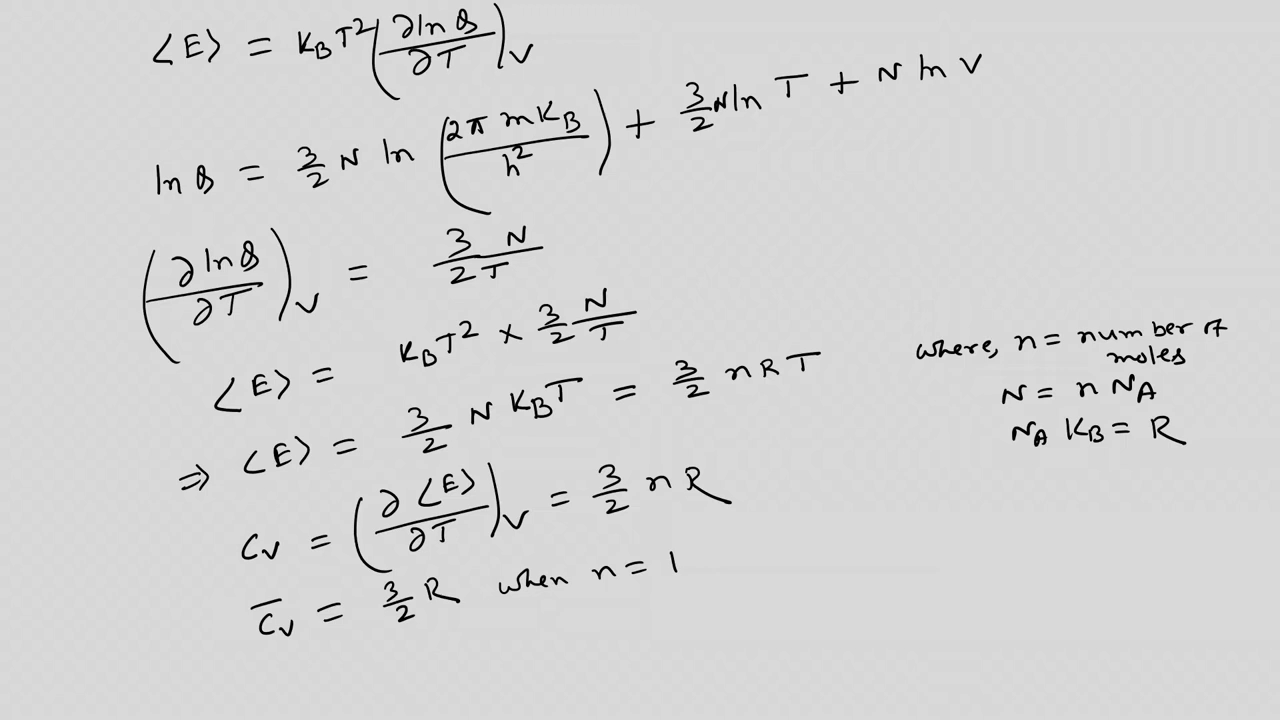 ⟨E⟩ = K_B T² (∂ln Q / ∂T)_V
ln Q = 3/2 N ln (2π m K_B / h²) + 3/2 N ln T + N ln V
(∂ ln Q / ∂T)_V = 3 N / 2 T
⟨E⟩ = K_B T² × 3/2 N/T
⇒ ⟨E⟩ = 3/2 N K_B T = 3/2 n R T
C_V = (∂ ⟨E⟩ / ∂T)_V = 3/2 n R
C̅_V = 3/2 R when n = 1
where, n = number of
moles
N = n N_A
N_A K_B = R